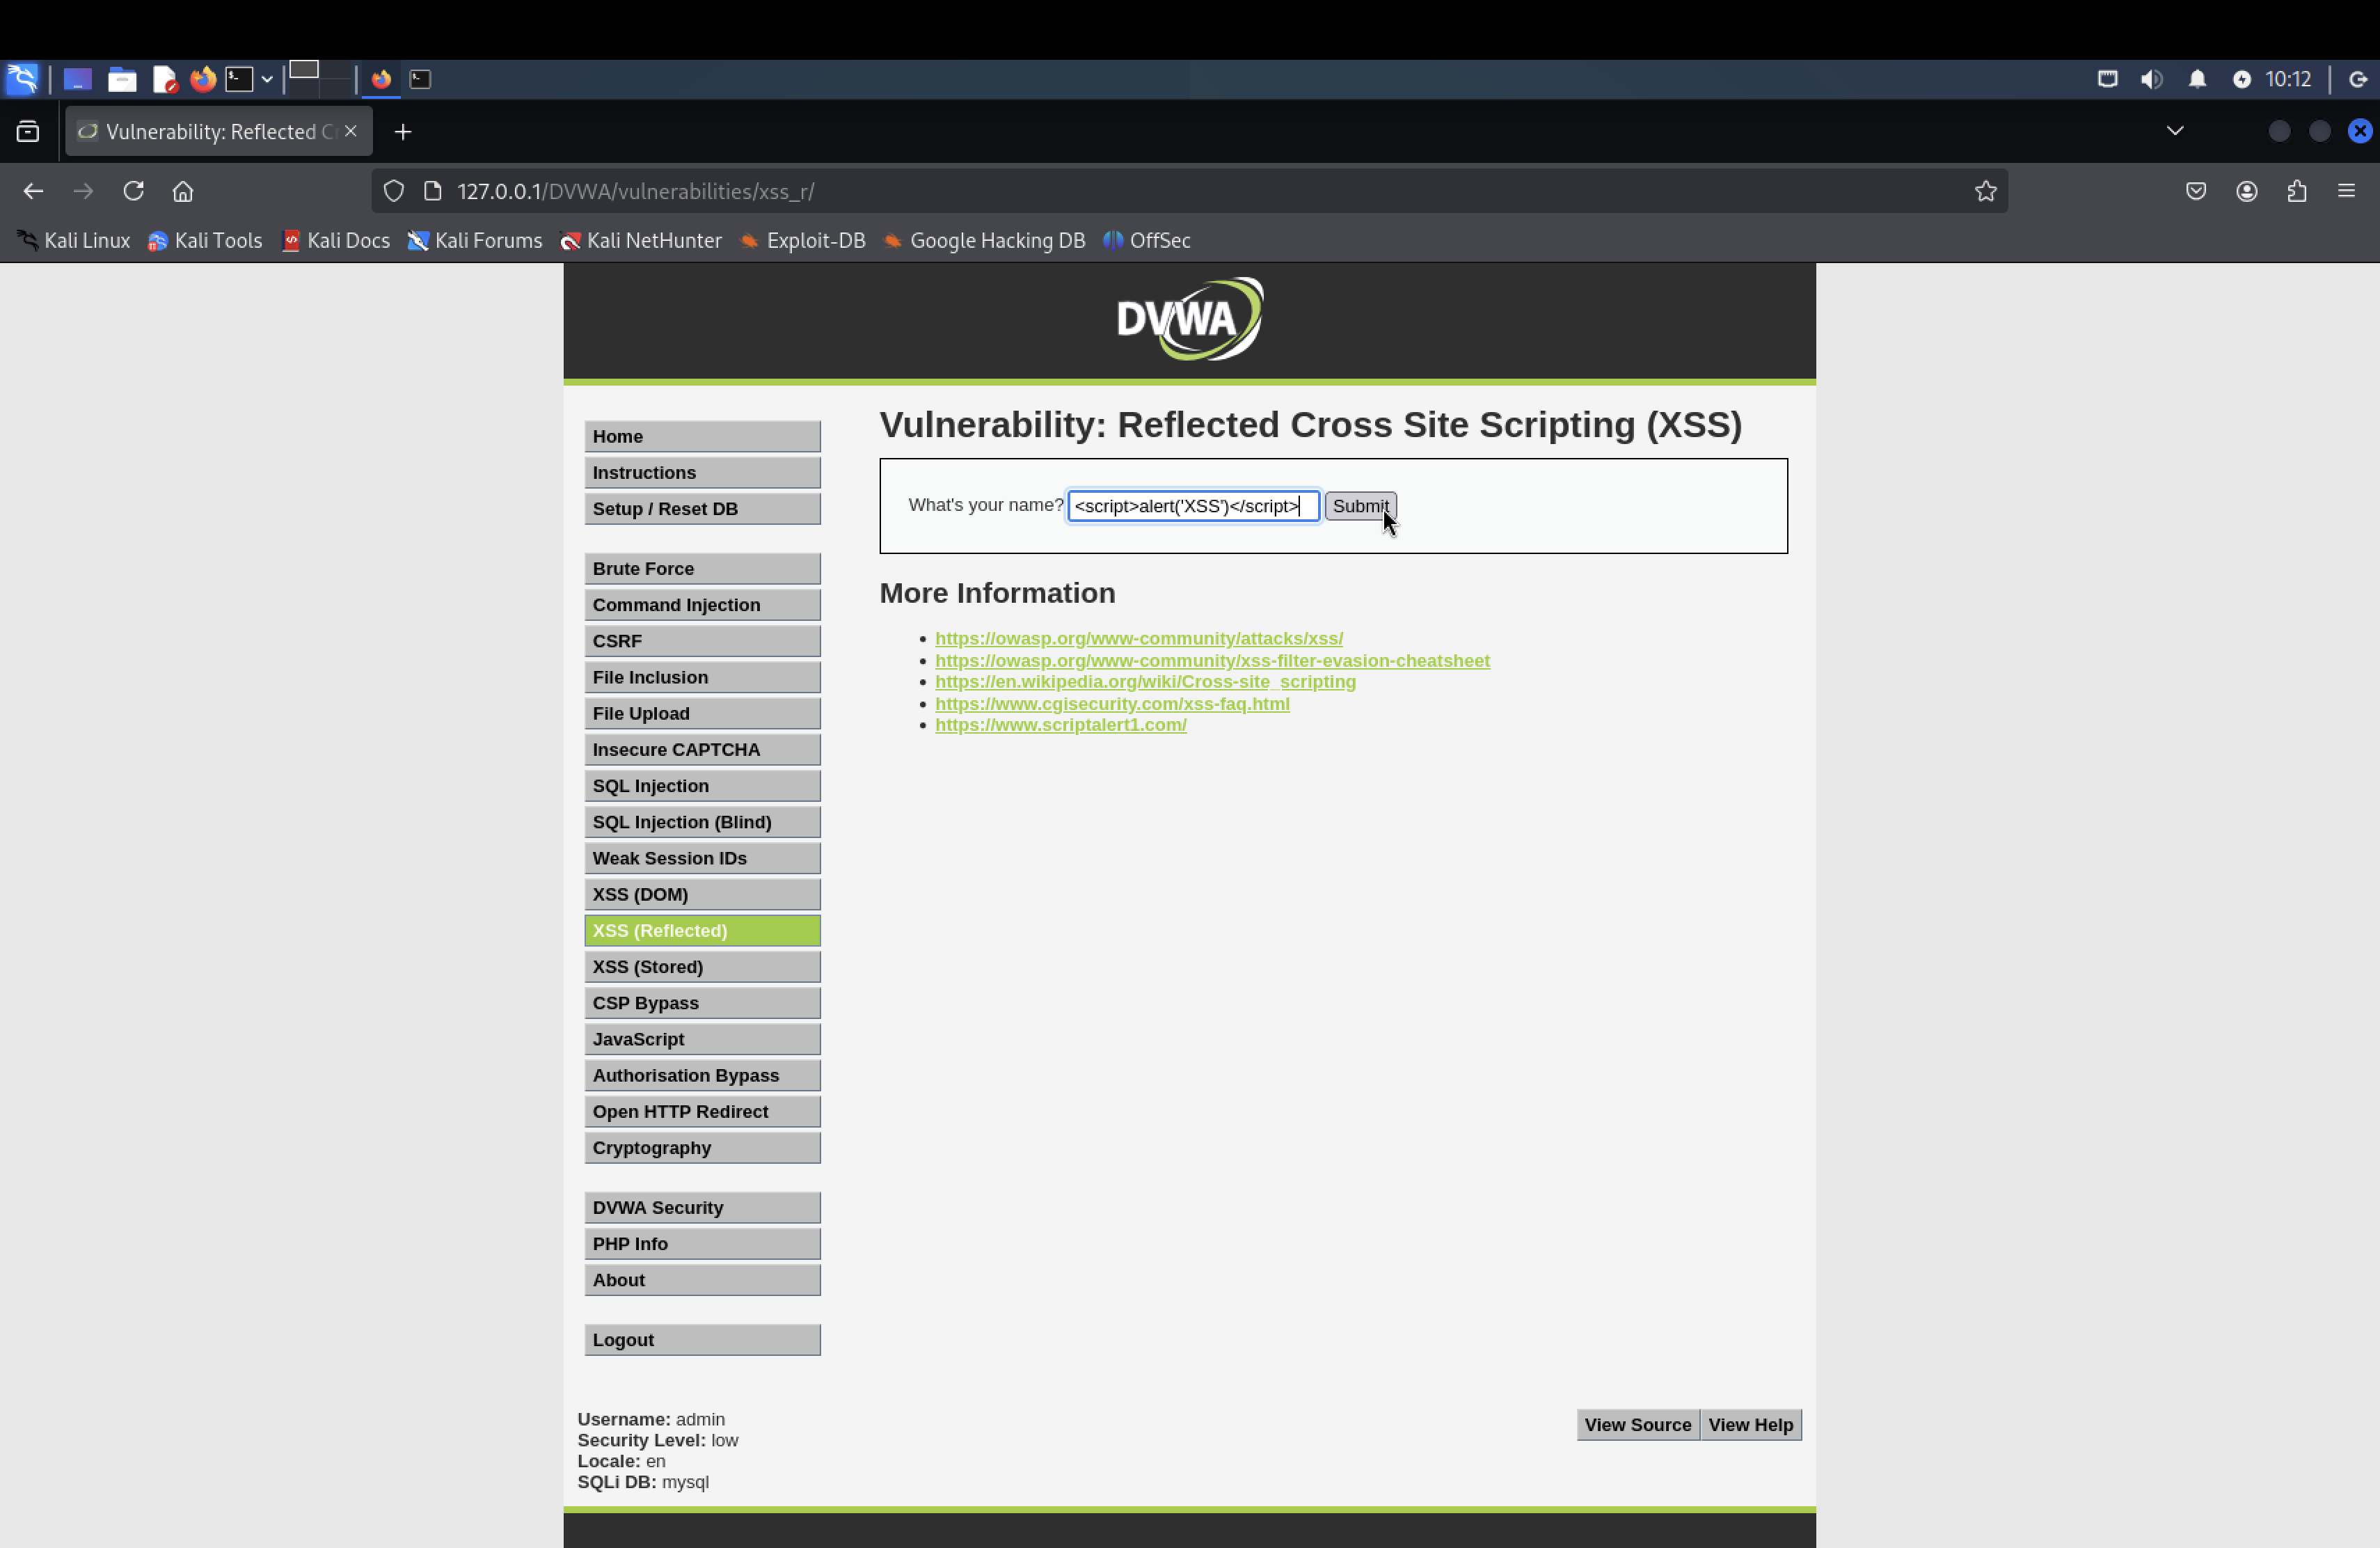 10:12
Vulnerability: Reflected
127.0.0.1/DVWA/vulnerabilities/xss_r/
Kali Linux Kali Tools Kali Docs Kali Forums Kali NetHunter Exploit-DB Google Hacking DB OffSec
DVWA
Home
Instructions
Setup / Reset DB
Brute Force
Command Injection
CSRF
File Inclusion
File Upload
Insecure CAPTCHA
SQL Injection
SQL Injection (Blind)
Weak Session IDs
XSS (DOM)
XSS (Reflected)
XSS (Stored)
CSP Bypass
JavaScript
Authorisation Bypass
Open HTTP Redirect
Cryptography
DVWA Security
PHP Info
About
Logout
Vulnerability: Reflected Cross Site Scripting (XSS)
What's your name? <script>alert('XSS')</script> Submit
More Information
https://owasp.org/www-community/attacks/xss/
https://owasp.org/www-community/xss-filter-evasion-cheatsheet
https://en.wikipedia.org/wiki/Cross-site_scripting
https://www.cgisecurity.com/xss-faq.html
https://www.scriptalert1.com/
Username: admin
Security Level: low
Locale: en
SQLi DB: mysql
View Source View Help